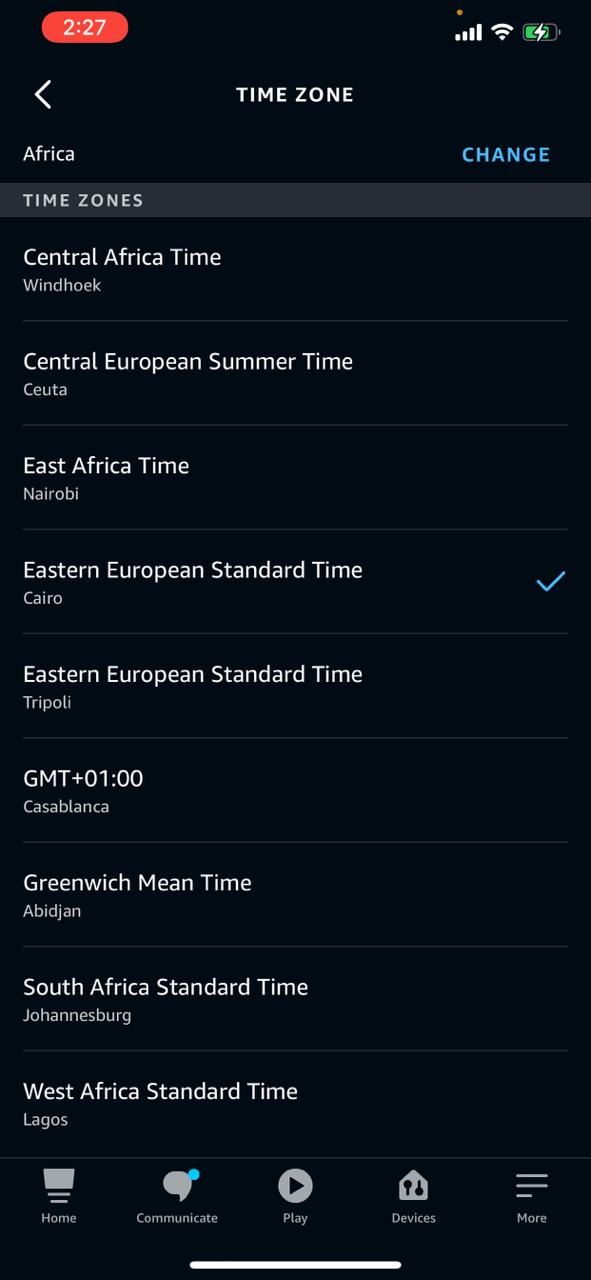 2:27
TIME ZONE
Africa
CHANGE
TIME ZONES
Central Africa Time
Windhoek
Central European Summer Time
Ceuta
East Africa Time
Nairobi
Eastern European Standard Time
Cairo
Eastern European Standard Time
Tripoli
GMT+01:00
Casablanca
Greenwich Mean Time
Abidjan
South Africa Standard Time
Johannesburg
West Africa Standard Time
Lagos
Home
Communicate
Play
Devices
More